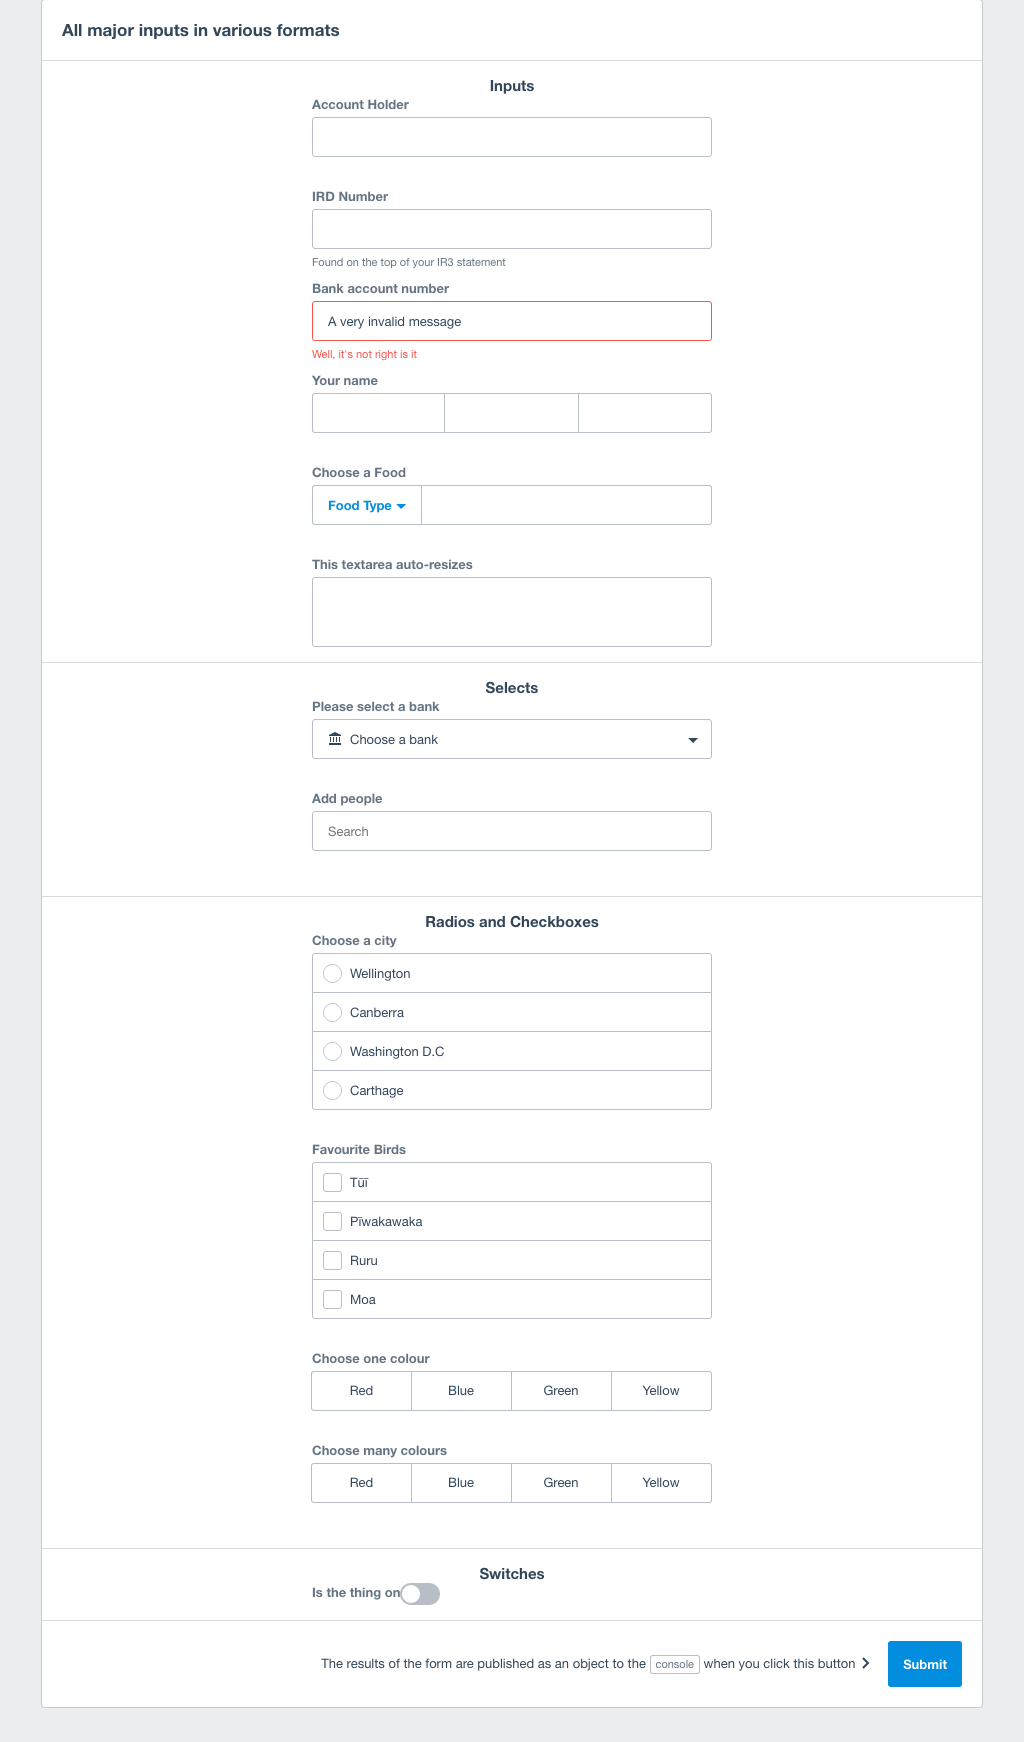 All major inputs in various formats
Inputs
Account Holder
IRD Number
Found on the top of your IR3 statement
Bank account number
A very invalid message
Well, it's not right is it
Your name
Choose a Food
Food Type
This textarea auto-resizes
Selects
Please select a bank
Choose a bank
Add people
Search
Radios and Checkboxes
Choose a city
Wellington
Canberra
Washington D.C
Carthage
Favourite Birds
Tūī
Pīwakawaka
Ruru
Moa
Choose one colour
Red Blue Green Yellow
Choose many colours
Red Blue Green Yellow
Switches
Is the thing on
The results of the form are published as an object to the console when you click this button Submit